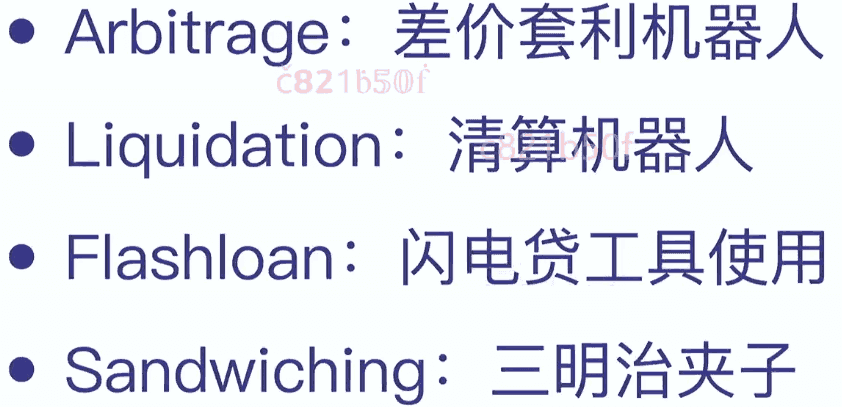 • Arbitrage：差价套利机器人
c821b50f
• Liquidation：清算机器人
c821b50f
• Flashloan：闪电贷工具使用
• Sandwiching：三明治夹子